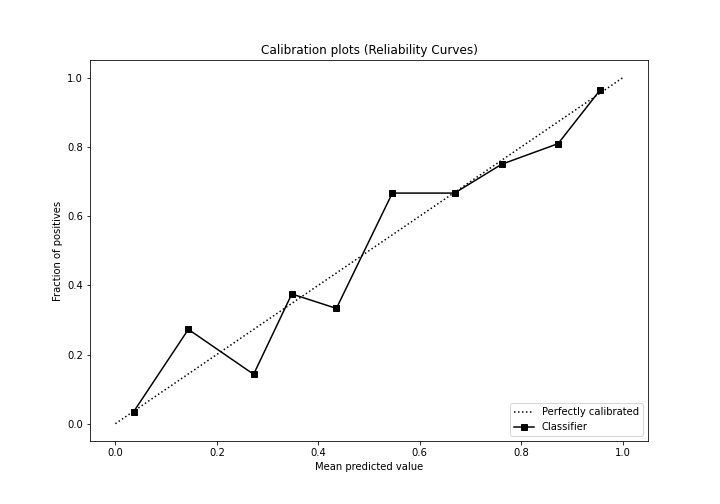 Calibration plots (Reliability Curves)
1.0
0.8
0.6
0.4
0.2
0.0
Fraction of positives
Perfectly calibrated
Classifier
0.0 0.2 0.4 0.6 0.8 1.0
Mean predicted value